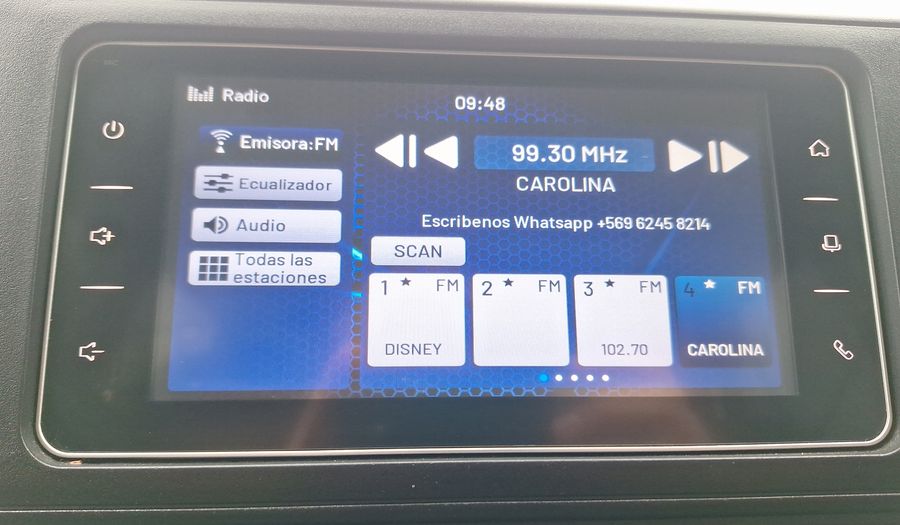 Radio
09:48
Emisora:FM
Ecualizador
Audio
Todas las
estaciones
99.30 MHz
CAROLINA
Escribenos Whatsapp +569 6245 8214
SCAN
1 FM
DISNEY
2 FM
3 FM
102.70
4 FM
CAROLINA